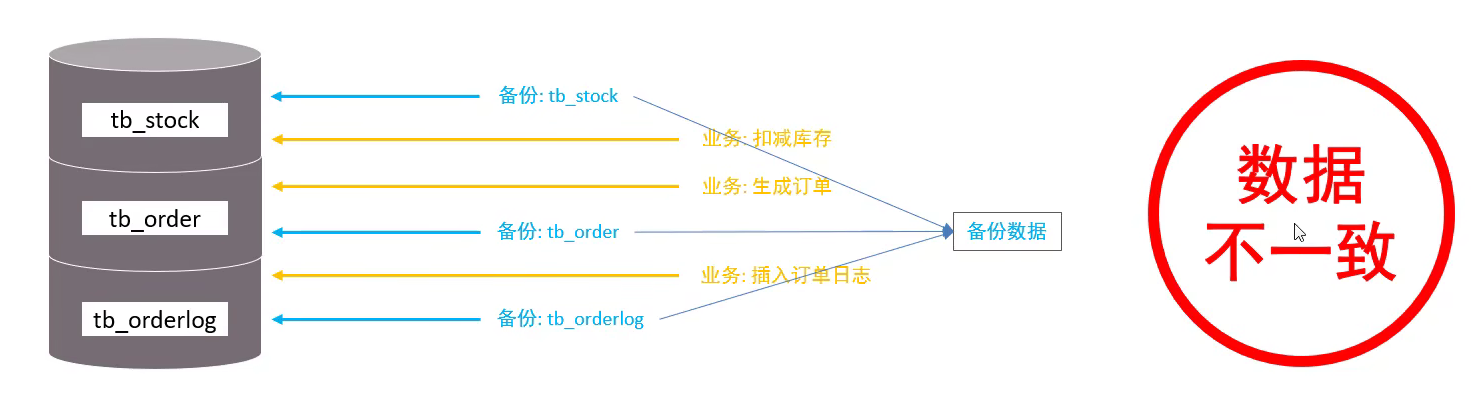 tb_stock
tb_order
tb_orderlog
备份: tb_stock
业务: 扣减库存
业务: 生成订单
备份: tb_order
业务: 插入订单日志
备份: tb_orderlog
备份数据
数据
不一致